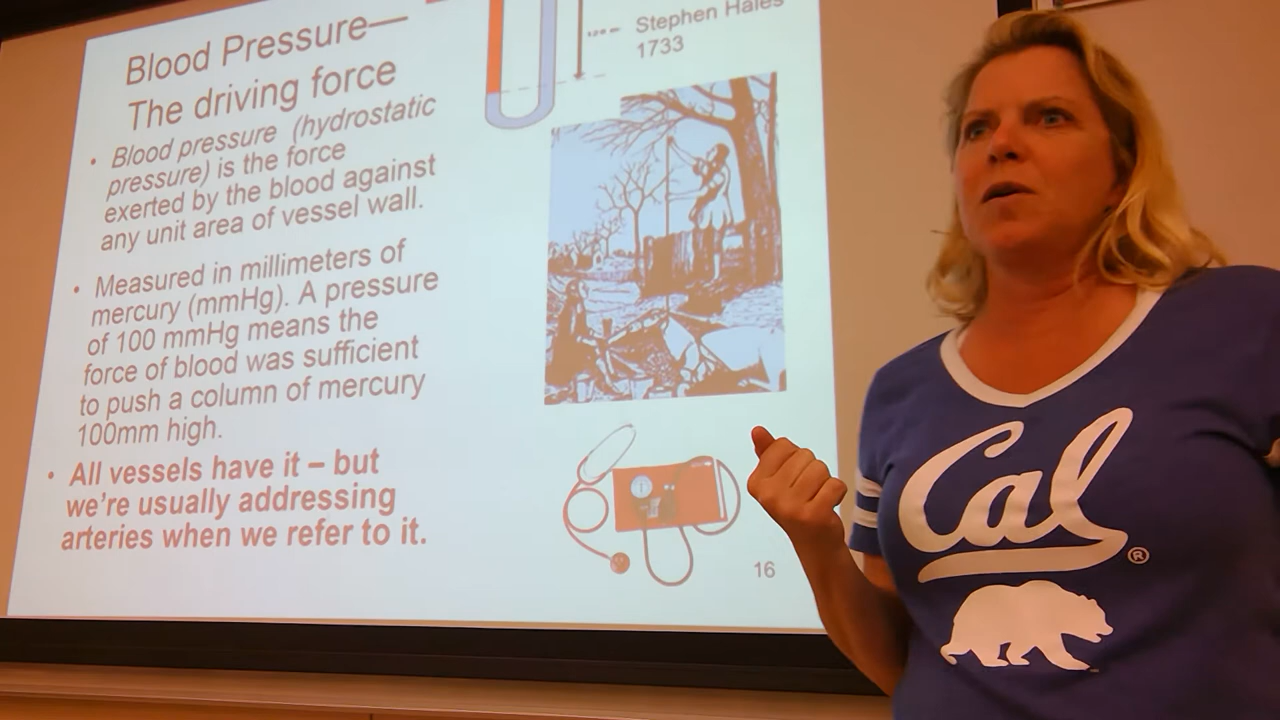 Blood Pressure—
The driving force
• Blood pressure (hydrostatic
pressure) is the force
exerted by the blood against
any unit area of vessel wall.
• Measured in millimeters of
mercury (mmHg). A pressure
of 100 mmHg means the
force of blood was sufficient
to push a column of mercury
100mm high.
• All vessels have it – but
we're usually addressing
arteries when we refer to it.
Stephen Hales
1733
16
Cal
®